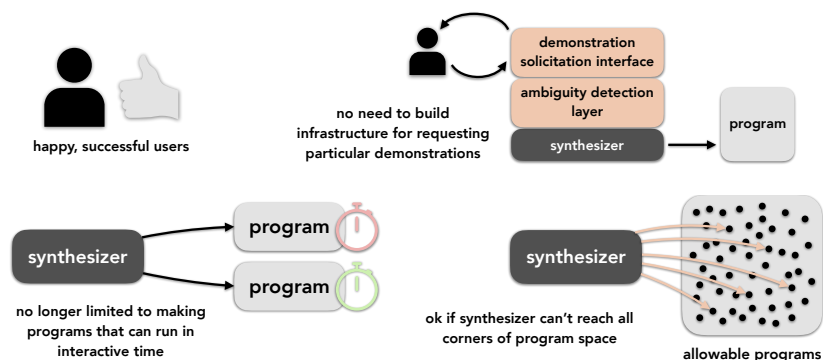 demonstration
solicitation interface
ambiguity detection
layer
synthesizer
program
no need to build
infrastructure for requesting
particular demonstrations
happy, successful users
synthesizer
program
program
no longer limited to making
programs that can run in
interactive time
synthesizer
ok if synthesizer can't reach all
corners of program space
allowable programs